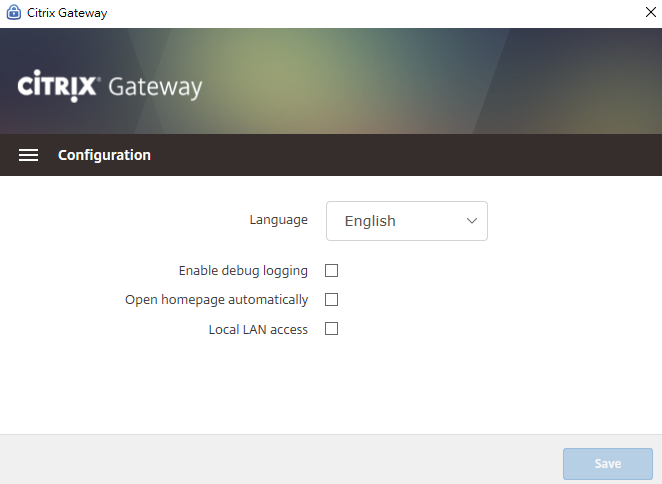 Citrix Gateway
CITRIX® Gateway
Configuration
Language English
Enable debug logging
Open homepage automatically
Local LAN access
Save